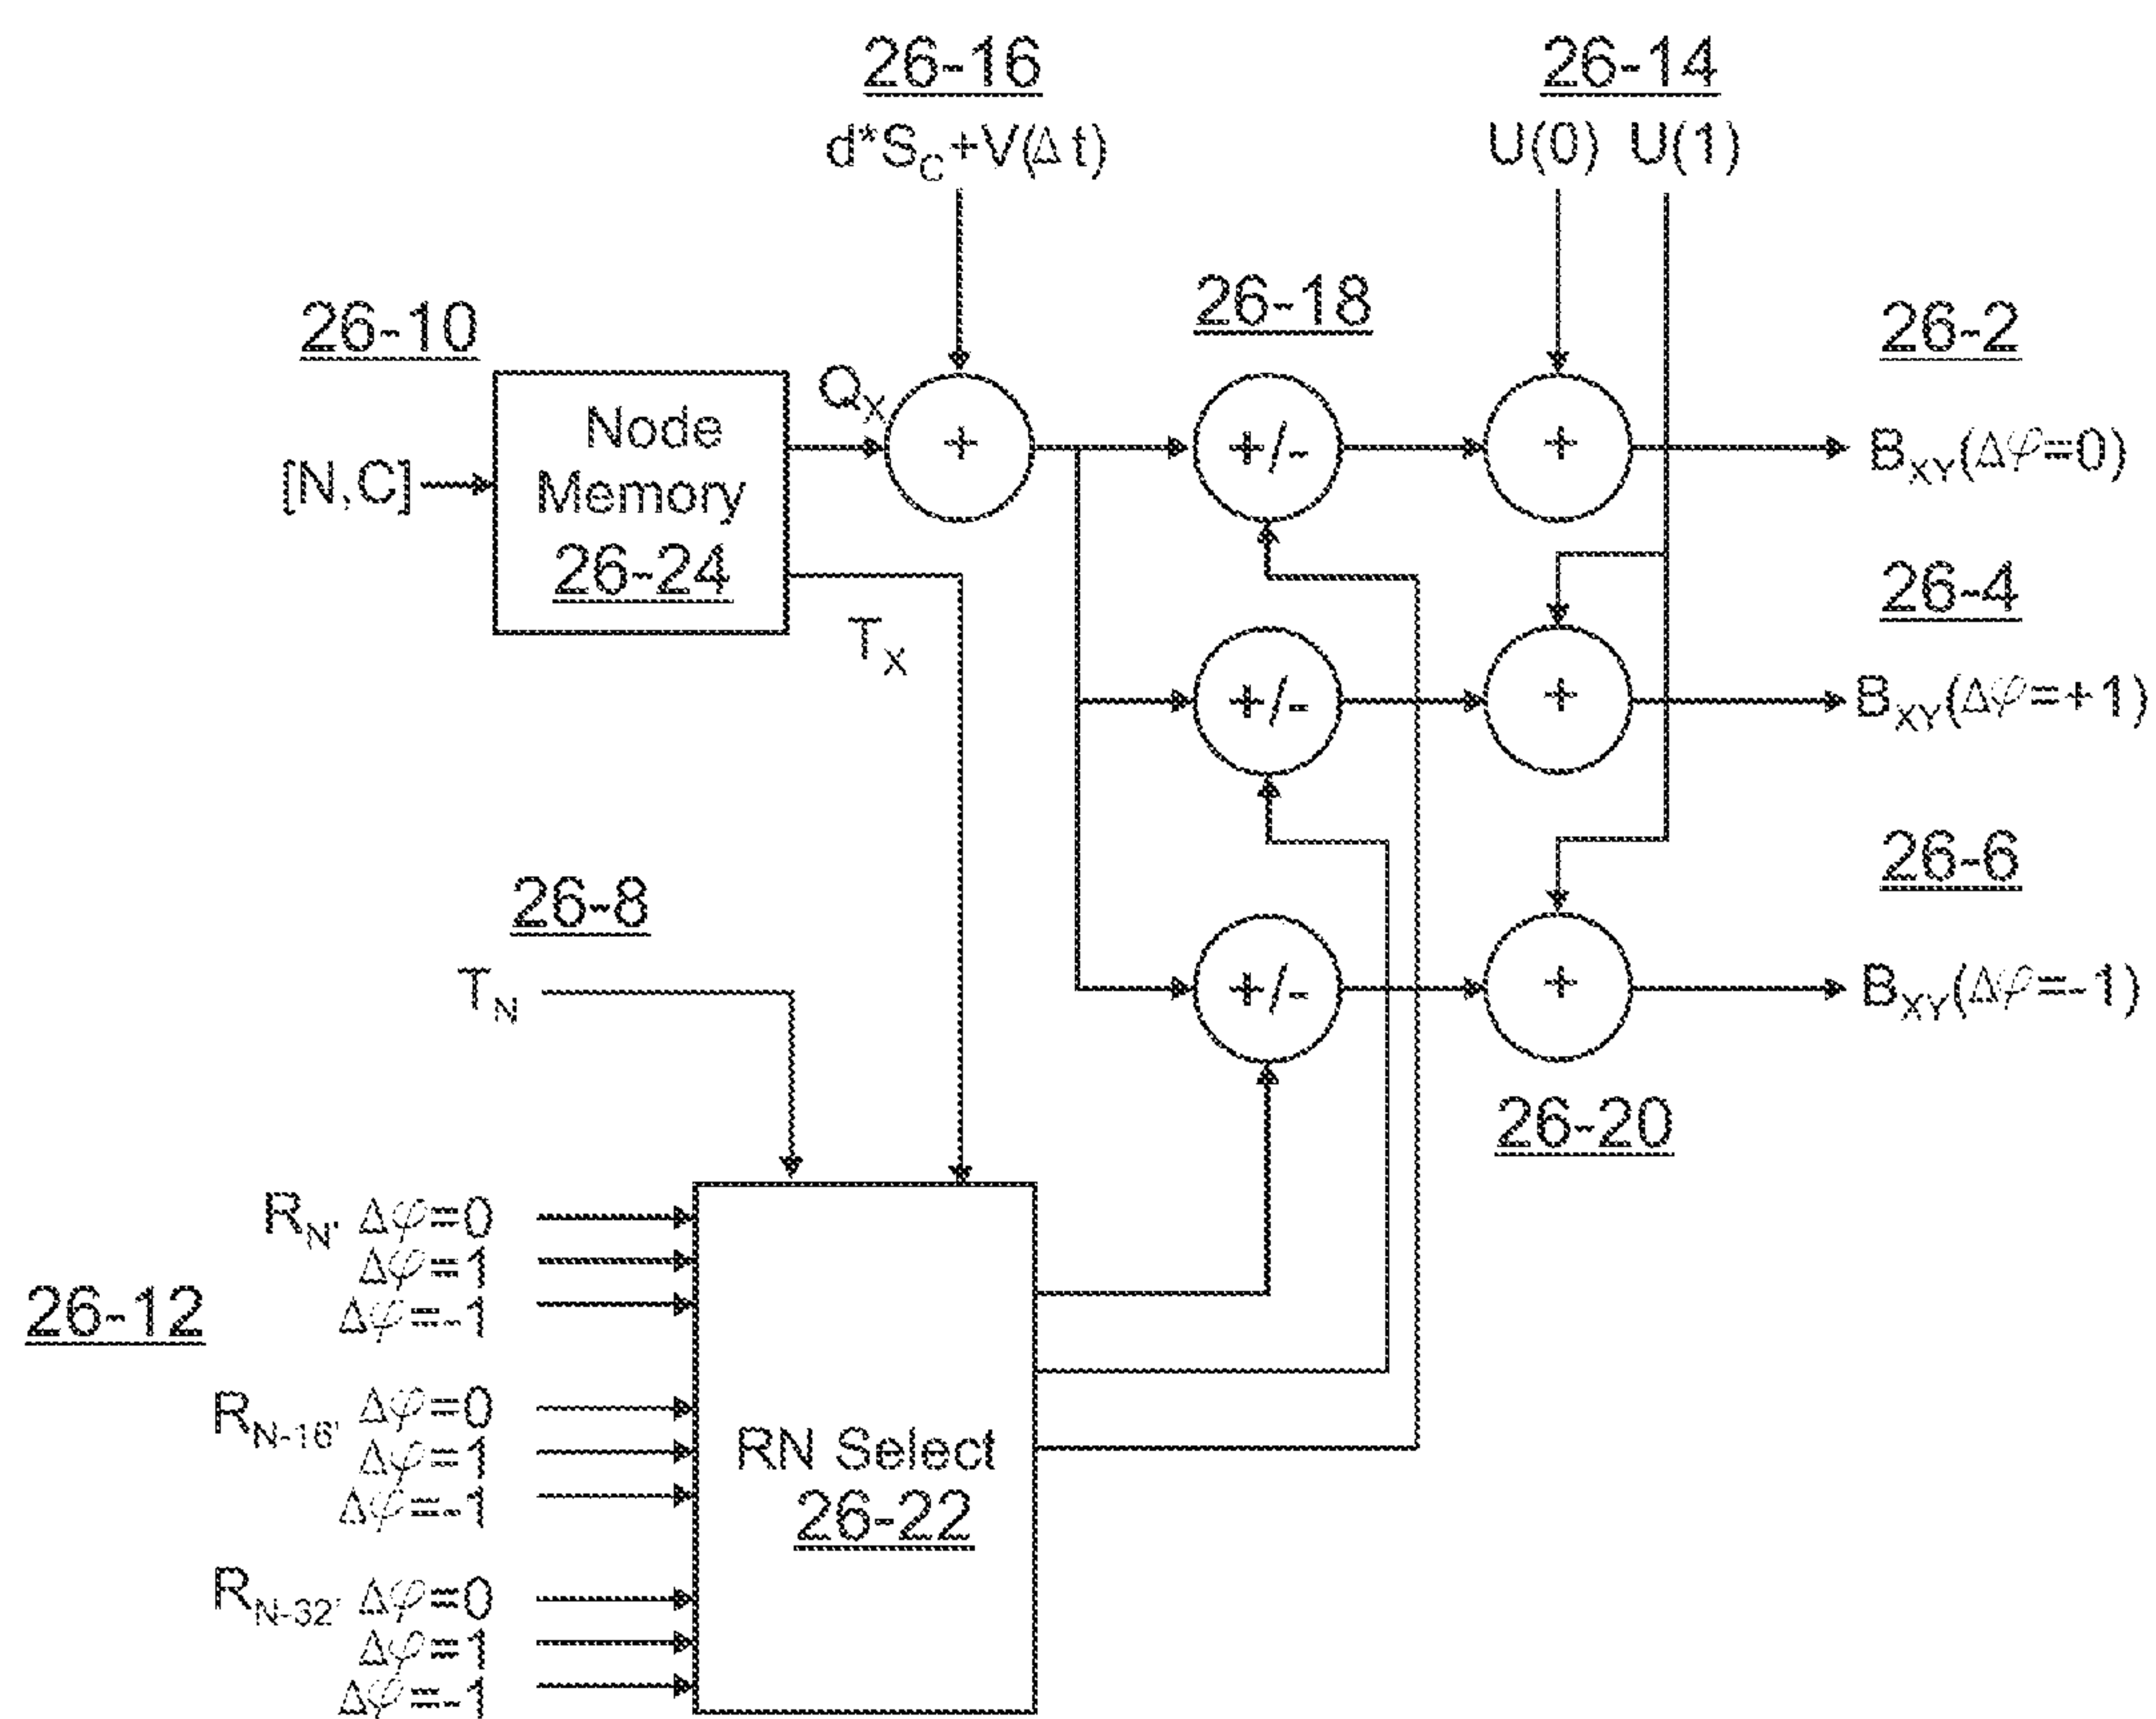 26-16 26-14
d*S_C+V(Δt) U(0) U(1)
26-10 26-18 26-2
Node Q_X + +/- + B_XY(Δφ=0)
[N,C] Memory
26-24 26-4
T_X +/- + B_XY(Δφ=+1)
26-8 26-6
T_N +/- + B_XY(Δφ=-1)
26-20
R_N, Δφ=0
Δφ=1
26-12 Δφ=-1
R_N-16, Δφ=0
Δφ=1 RN Select
Δφ=-1 26-22
R_N-32, Δφ=0
Δφ=1
Δφ=-1